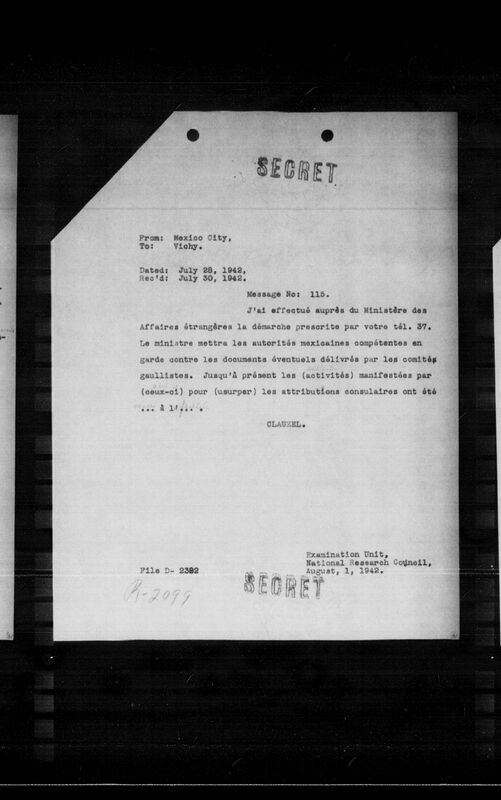 SECRET
From: Mexico City,
To: Vichy.
Dated: July 28, 1942,
Rec'd: July 30, 1942.
Message No: 115.
J'ai effectué auprès du Ministère des
Affaires étrangères la démarche prescrite par votre tél. 37.
Le ministre mettra les autorités mexicaines compétentes en
garde contre les documents éventuels délivrés par les comités
gaullistes. Jusqu'à présent les (activités) manifestées par
(ceux-ci) pour (usurper) les attributions consulaires ont été
... à l'... .
CLAUZEL.
Examination Unit,
National Research Council,
File D- 2382 August, 1, 1942.
R-2099
SECRET